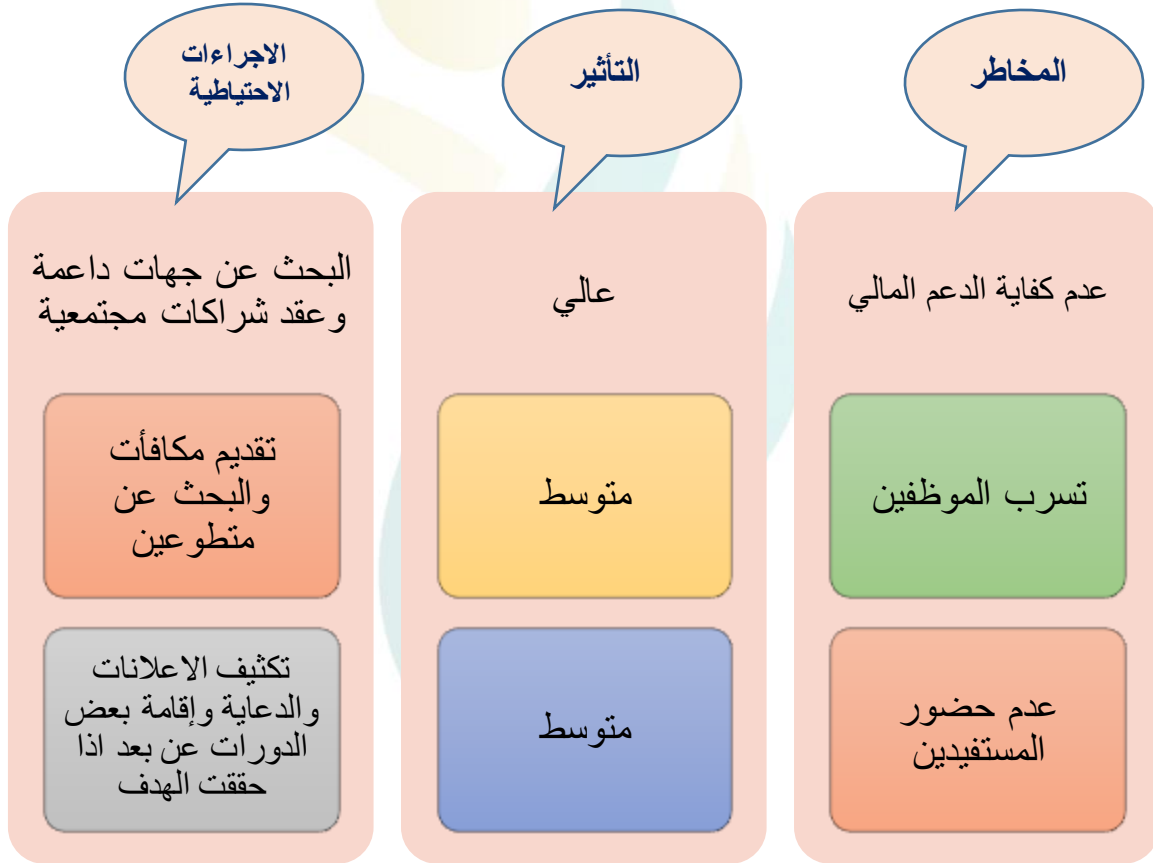 المخاطر
التأثير
الاجراءات
الاحتياطية
عدم كفاية الدعم المالي
عالي
البحث عن جهات داعمة
وعقد شراكات مجتمعية
تسرب الموظفين
متوسط
تقديم مكافأت
والبحث عن
متطوعين
عدم حضور
المستفيدين
متوسط
تكثيف الاعلانات
والدعاية وإقامة بعض
الدورات عن بعد اذا
حققت الهدف